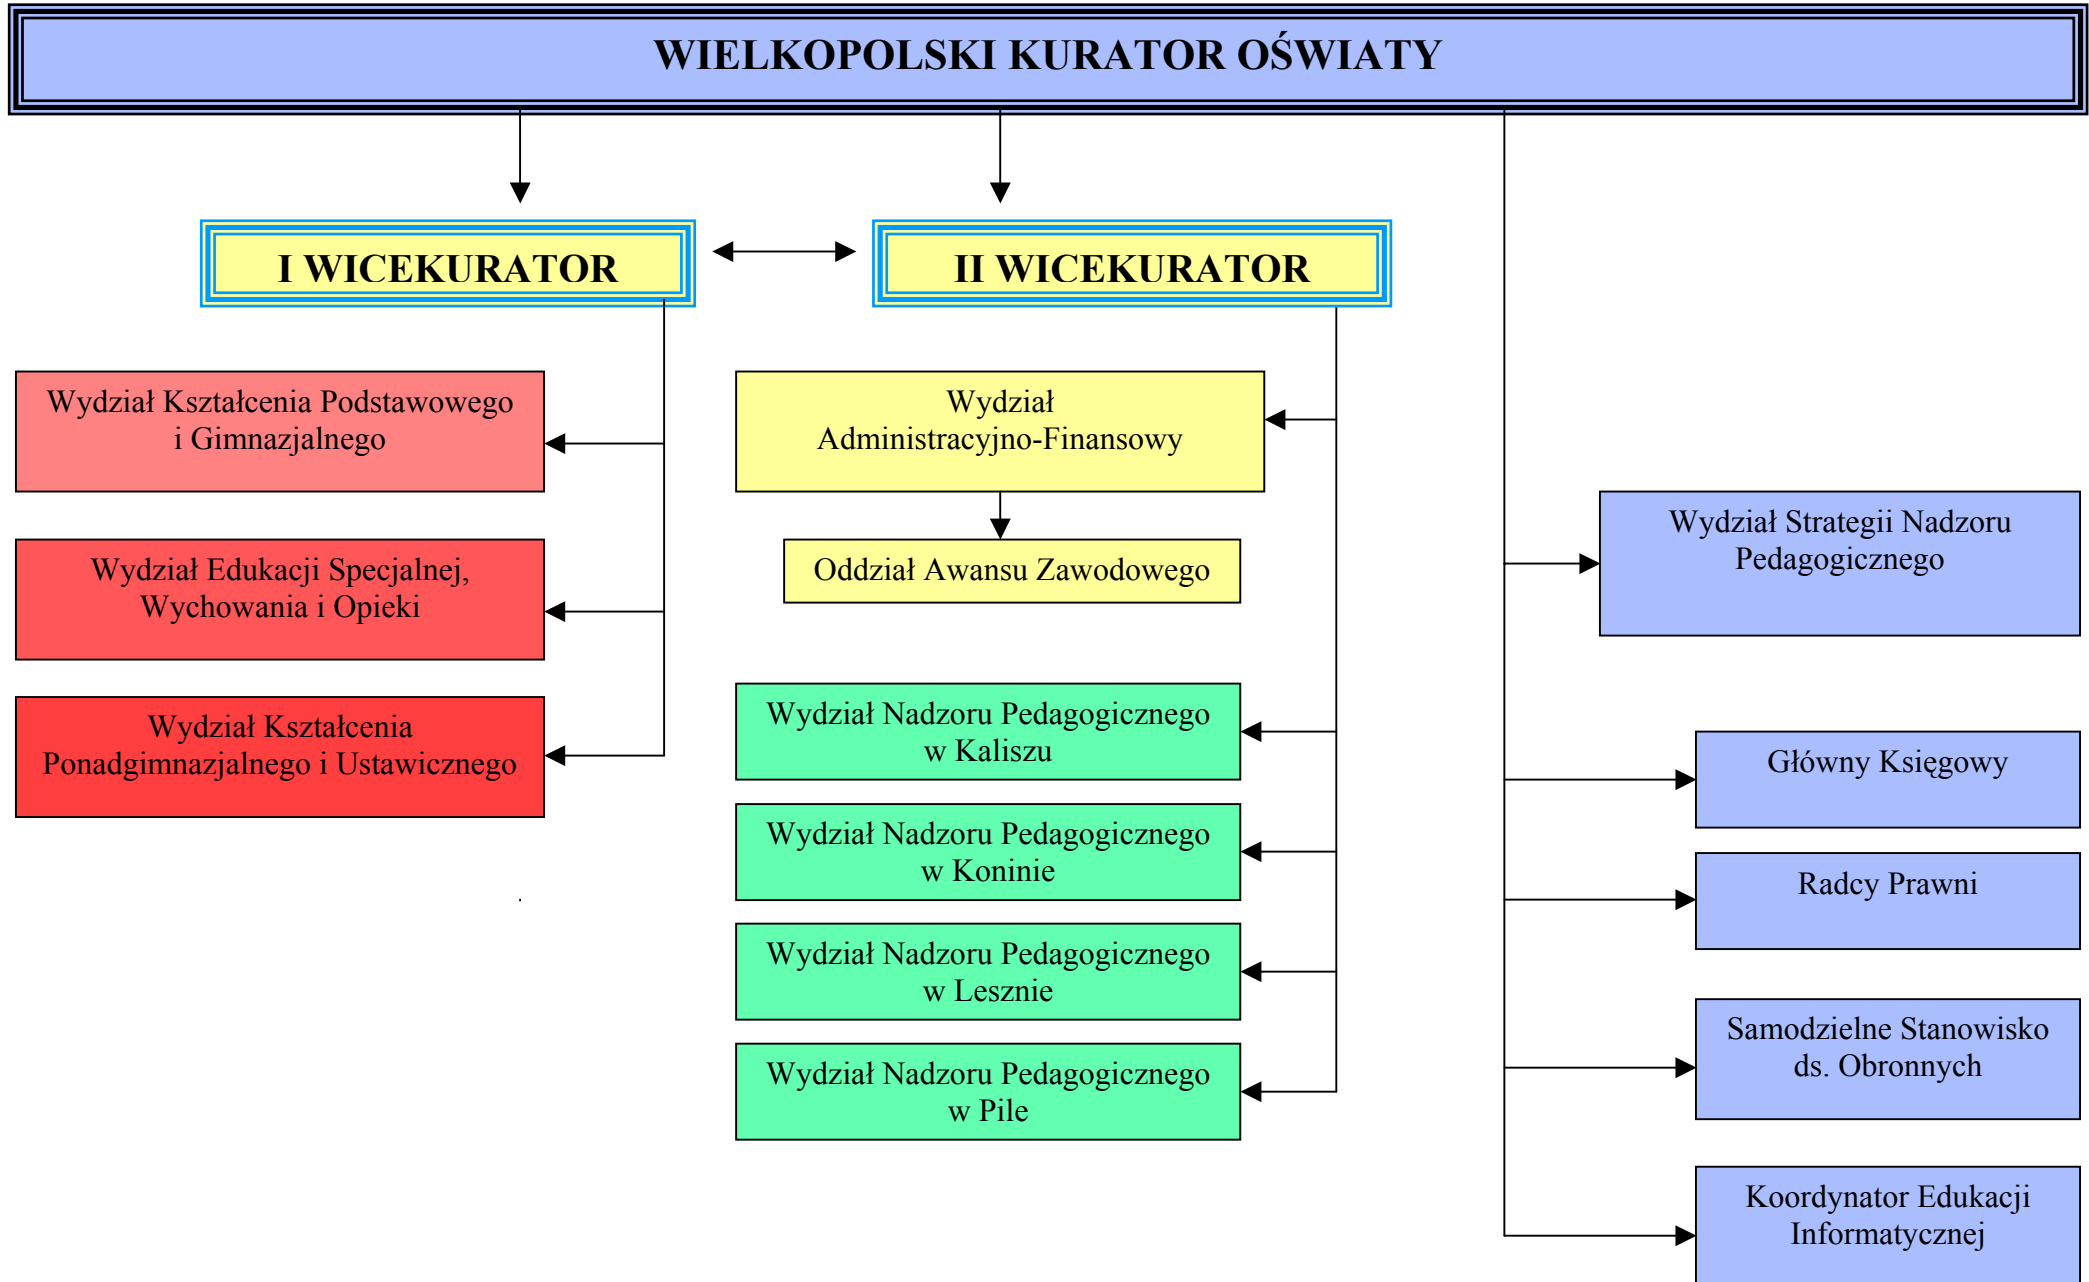 WIELKOPOLSKI KURATOR OŚWIATY
I WICEKURATOR
II WICEKURATOR
Wydział Kształcenia Podstawowego
i Gimnazjalnego
Wydział Edukacji Specjalnej,
Wychowania i Opieki
Wydział Kształcenia
Ponadgimnazjalnego i Ustawicznego
Wydział
Administracyjno-Finansowy
Oddział Awansu Zawodowego
Wydział Nadzoru Pedagogicznego
w Kaliszu
Wydział Nadzoru Pedagogicznego
w Koninie
Wydział Nadzoru Pedagogicznego
w Lesznie
Wydział Nadzoru Pedagogicznego
w Pile
Wydział Strategii Nadzoru
Pedagogicznego
Główny Księgowy
Radcy Prawni
Samodzielne Stanowisko
ds. Obronnych
Koordynator Edukacji
Informatycznej